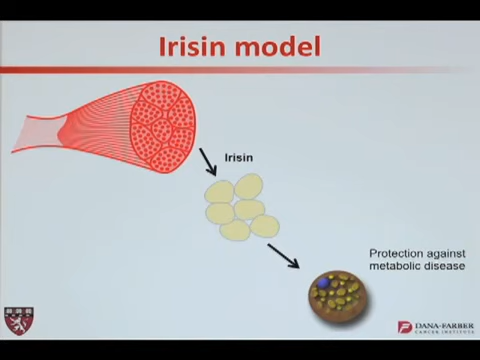 Irisin model
Irisin
Protection against
metabolic disease
DANA-FARBER
CANCER INSTITUTE